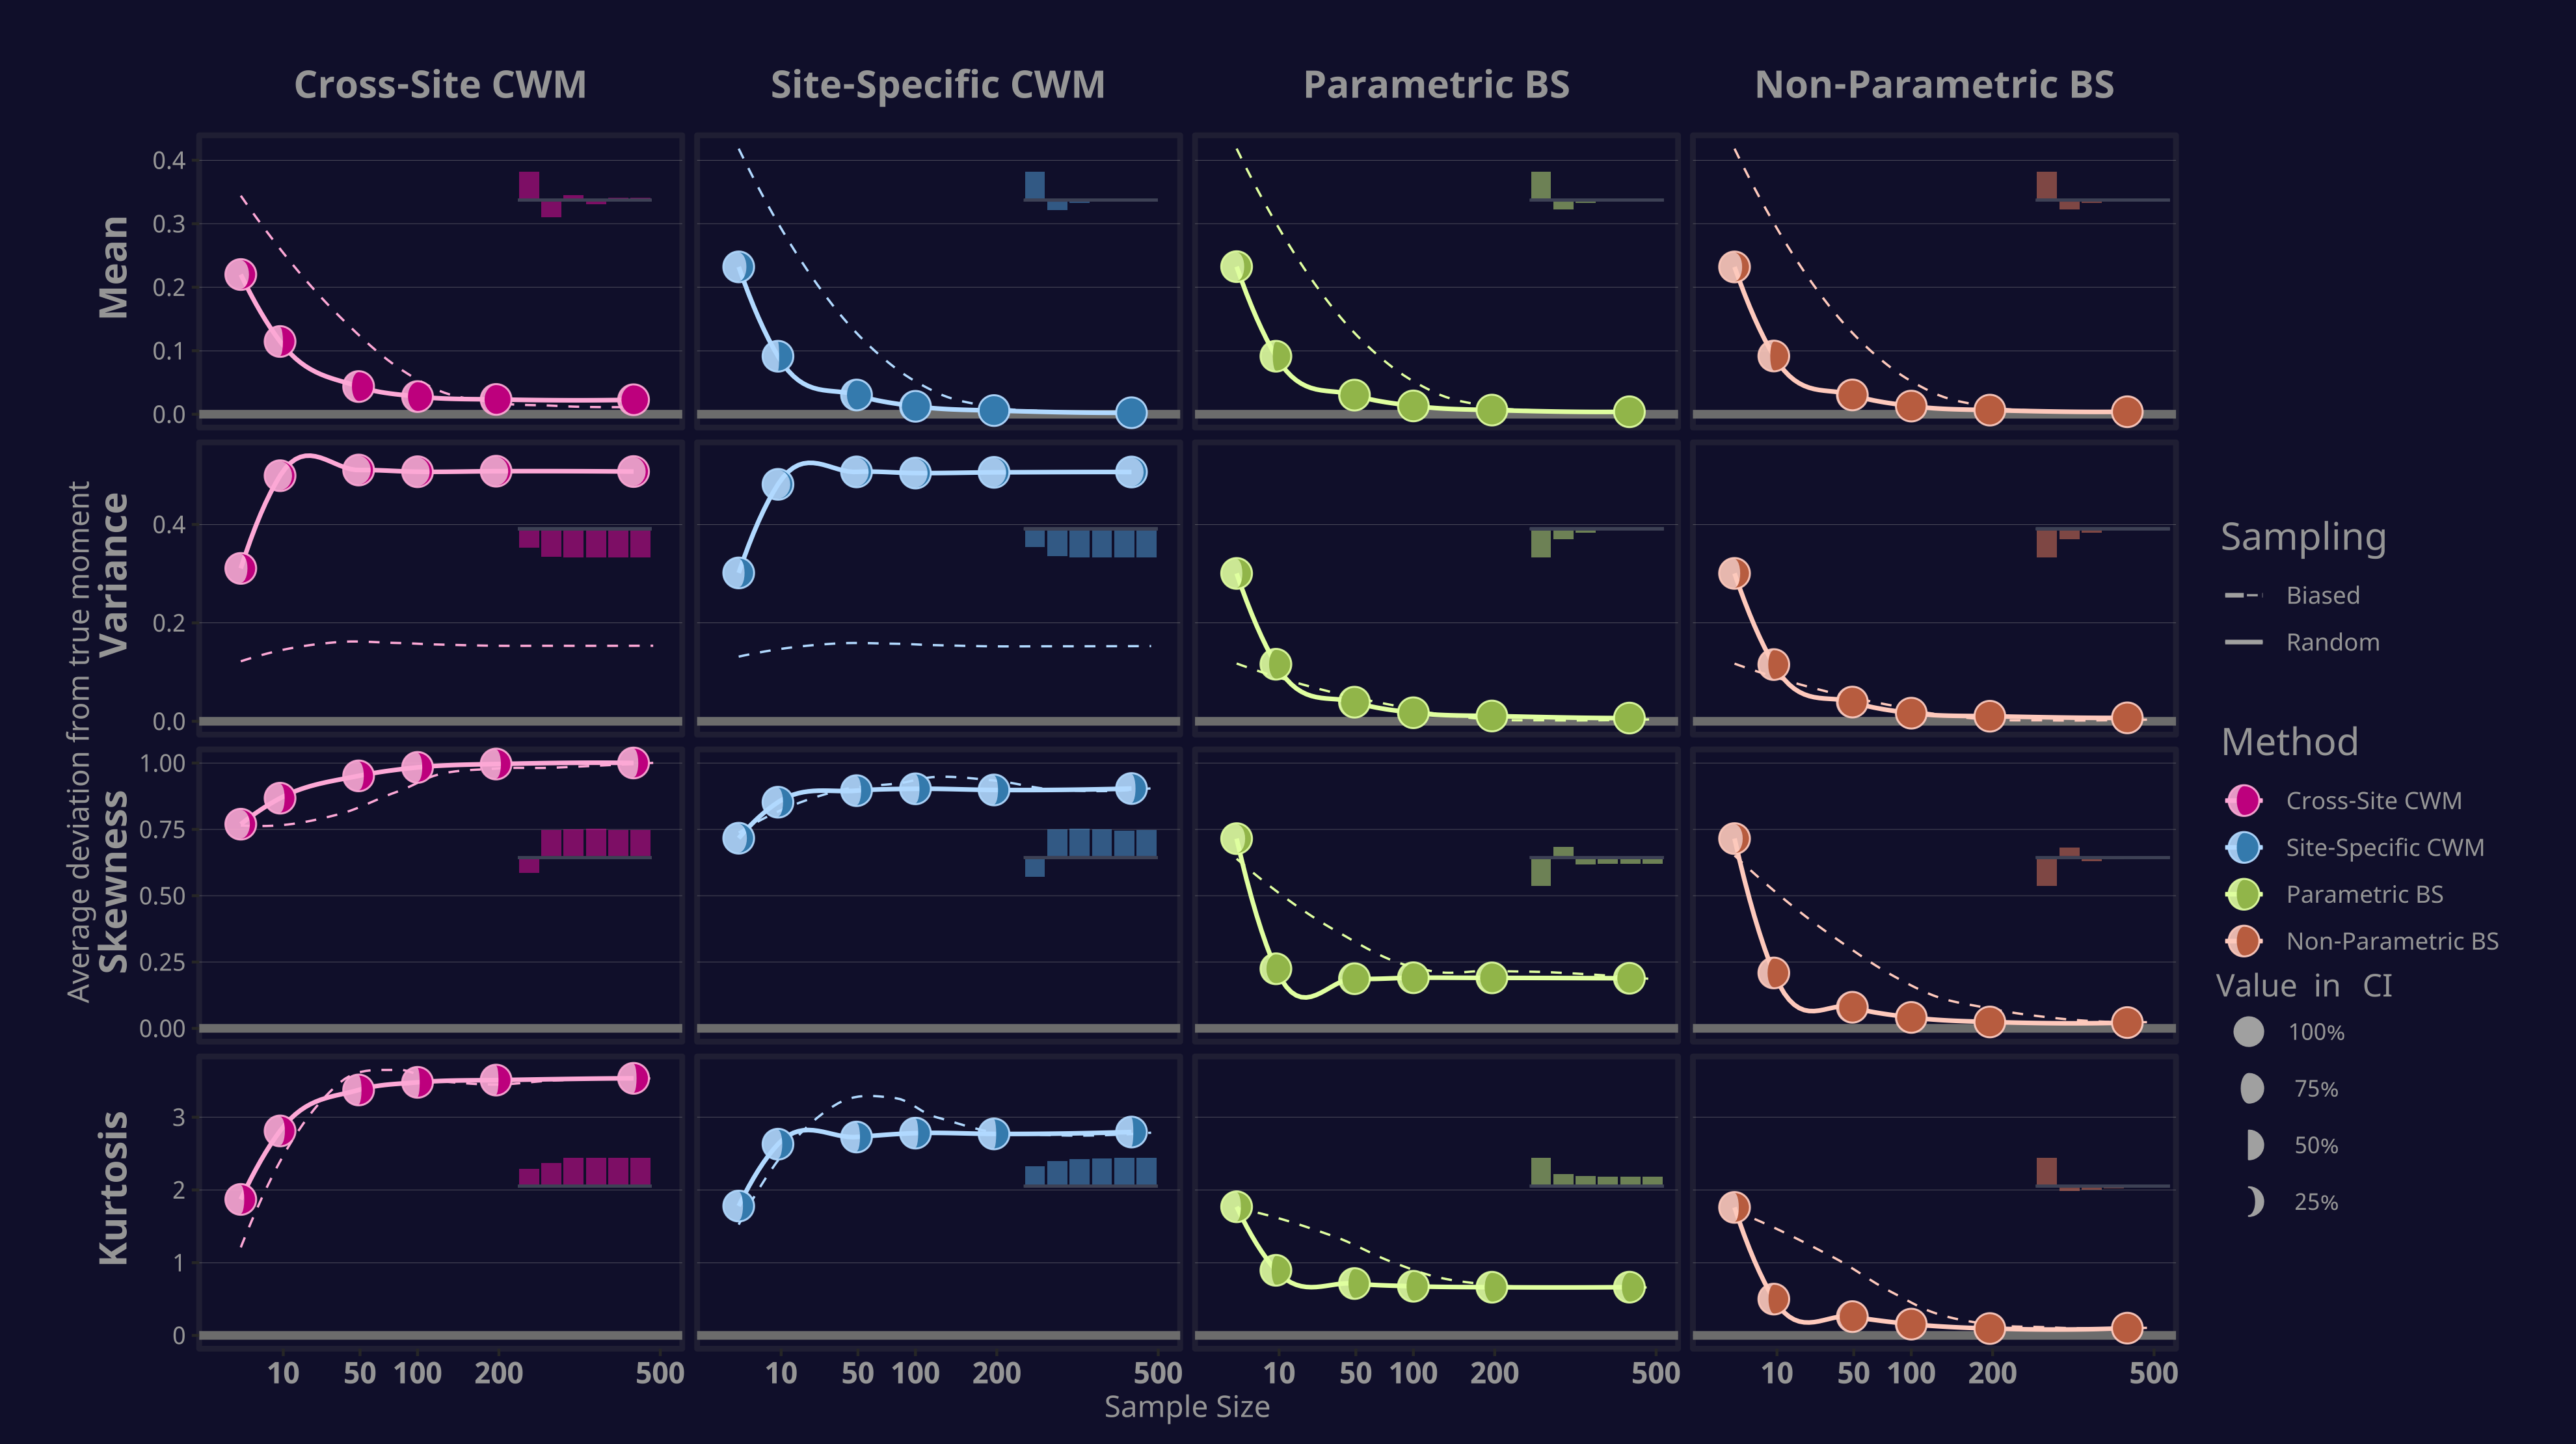 Cross-Site CWM
Site-Specific CWM
Parametric BS
Non-Parametric BS
Average deviation from true moment
Mean
0.4
0.3
0.2
0.1
0.0
Variance
0.4
0.2
0.0
Skewness
1.00
0.75
0.50
0.25
0.00
Kurtosis
3
2
1
0
10 50 100 200 500
10 50 100 200 500
10 50 100 200 500
10 50 100 200 500
Sample Size
Sampling
Biased
Random
Method
Cross-Site CWM
Site-Specific CWM
Parametric BS
Non-Parametric BS
Value in CI
100%
75%
50%
25%